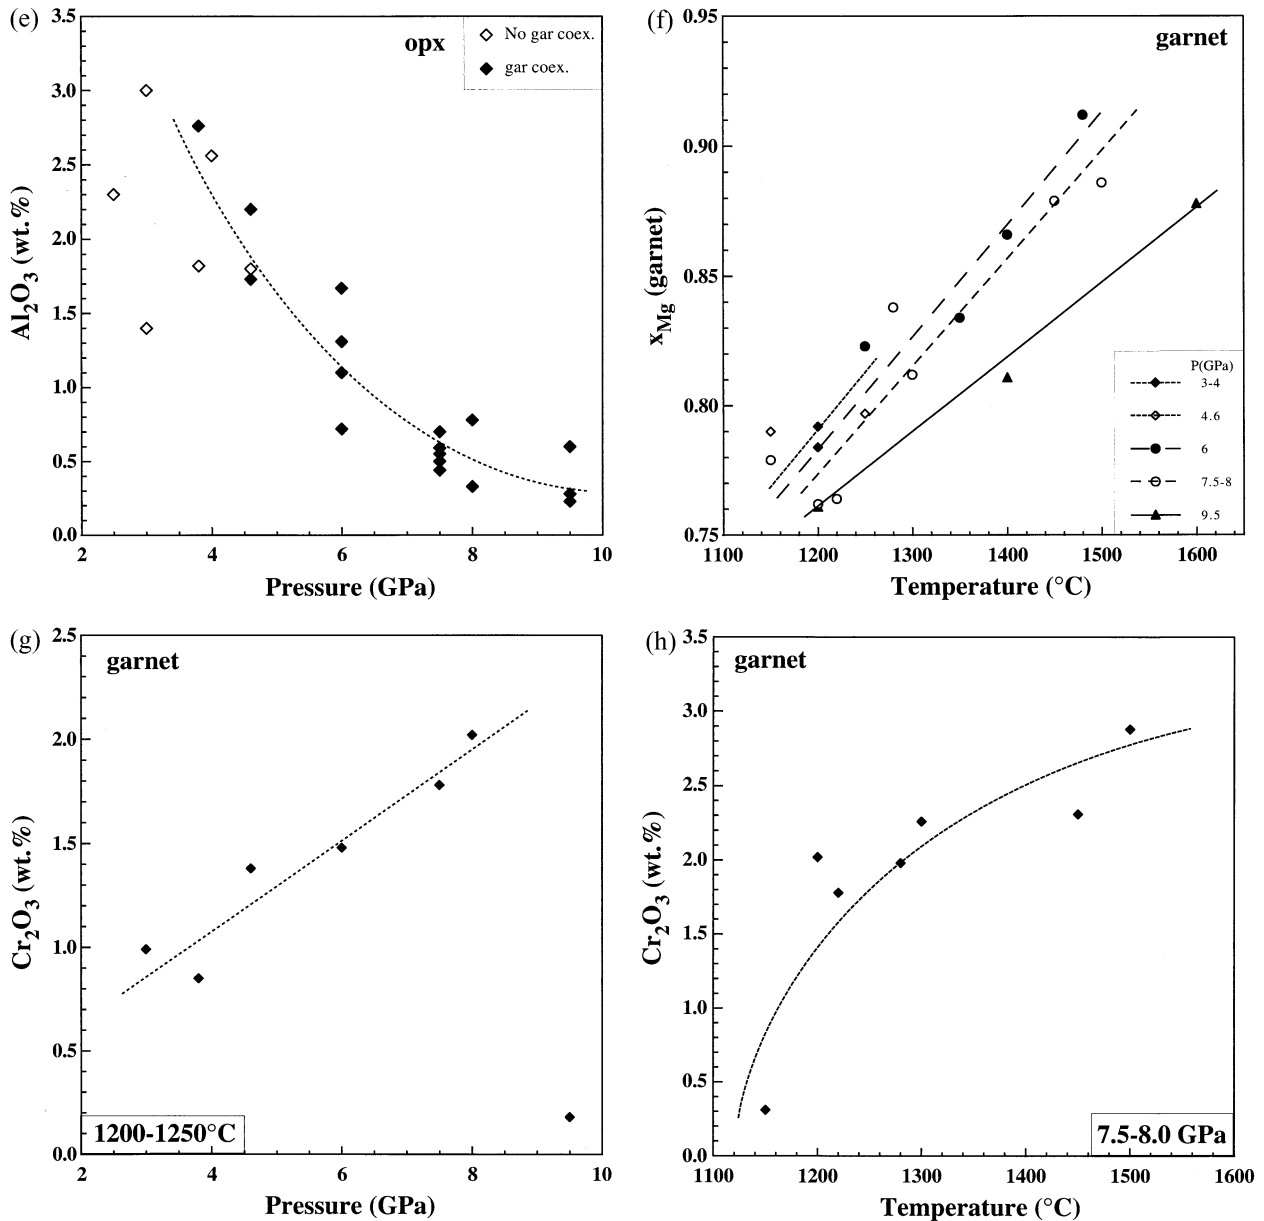 (e)
3.5
3.0
2.5
2.0
1.5
1.0
0.5
0.0
Al2O3 (wt.%)
opx
No gar coex.
gar coex.
2 4 6 8 10
Pressure (GPa)
(f)
0.95
0.90
0.85
0.80
0.75
xMg (garnet)
garnet
P(GPa)
3-4
4.6
6
7.5-8
9.5
1100 1200 1300 1400 1500 1600
Temperature (°C)
(g)
2.5
2.0
1.5
1.0
0.5
0.0
Cr2O3 (wt.%)
garnet
1200-1250°C
2 4 6 8 10
Pressure (GPa)
(h)
3.5
3.0
2.5
2.0
1.5
1.0
0.5
0.0
Cr2O3 (wt.%)
garnet
7.5-8.0 GPa
1100 1200 1300 1400 1500 1600
Temperature (°C)